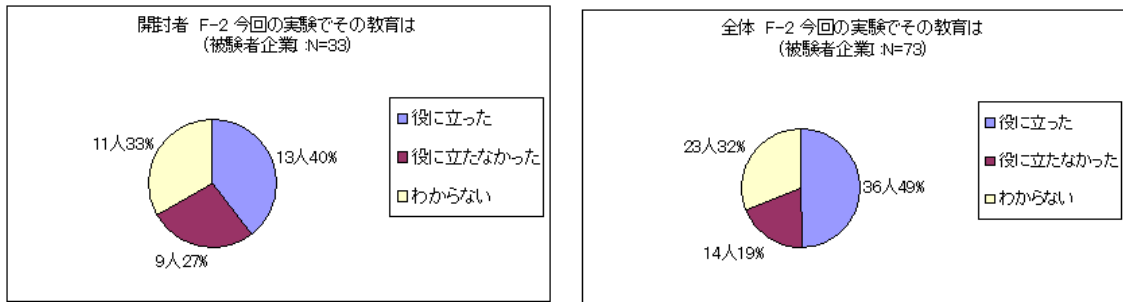 開封者 F-2 今回の実験でその教育は
(被験者企業I :N=33)
役に立った
役に立たなかった
わからない
13人40%
9人27%
11人33%
全体 F-2 今回の実験でその教育は
(被験者企業I :N=73)
役に立った
役に立たなかった
わからない
36人49%
14人19%
23人32%